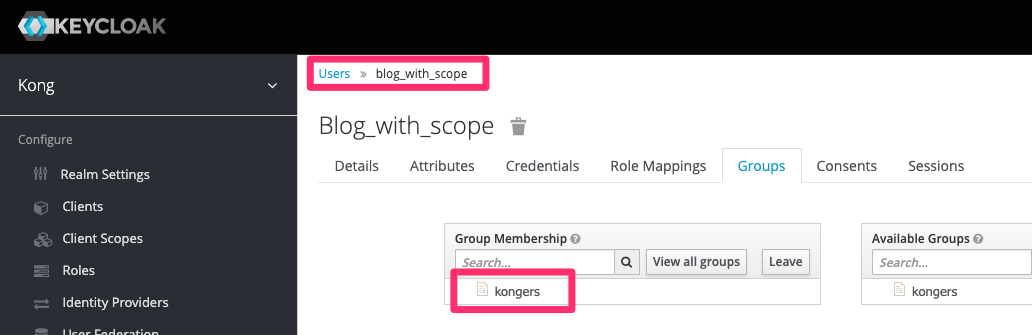 KEYCLOAK
Kong
Configure
Realm Settings
Clients
Client Scopes
Roles
Identity Providers
User Federation
Users » blog_with_scope
Blog_with_scope
Details Attributes Credentials Role Mappings Groups Consents Sessions
Group Membership
Search...
View all groups
Leave
kongers
Available Groups
Search...
kongers